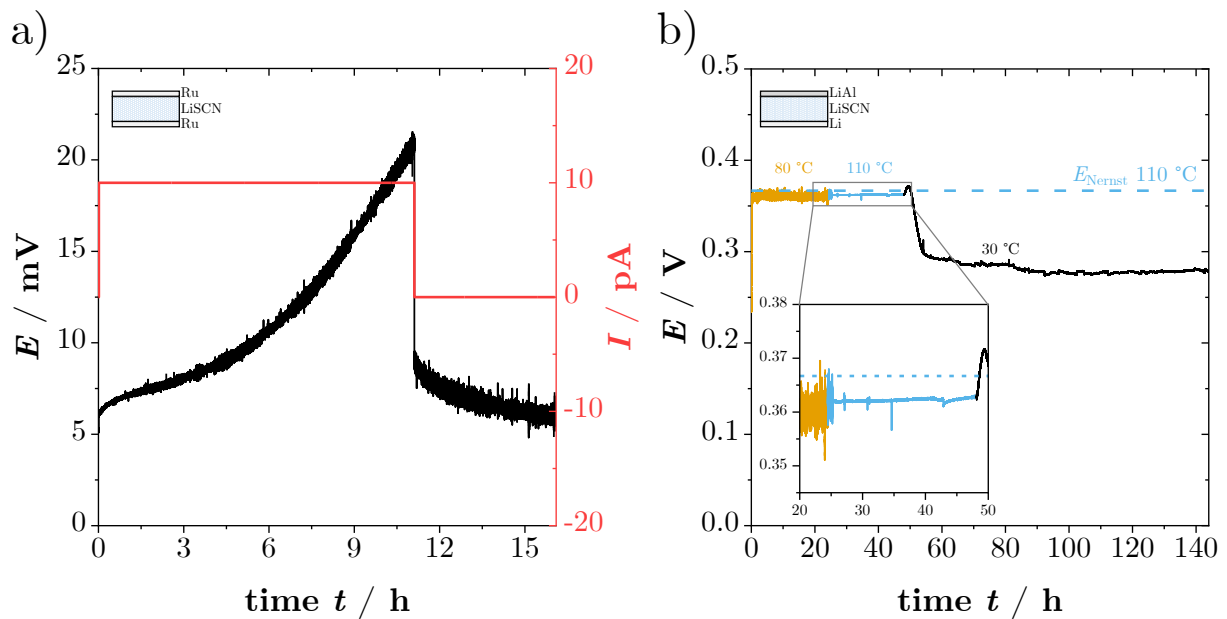 a)
25
20
15
10
5
0
E / mV
Ru
LiSCN
Ru
20
10
0
-10
-20
I / pA
0
3
6
9
12
15
time t / h
b)
0.5
0.4
0.3
0.2
0.1
0.0
E / V
LiAl
LiSCN
Li
80 °C
110 °C
E_Nernst 110 °C
30 °C
0.38
0.37
0.36
0.35
20
30
40
50
0
20
40
60
80
100
120
140
time t / h